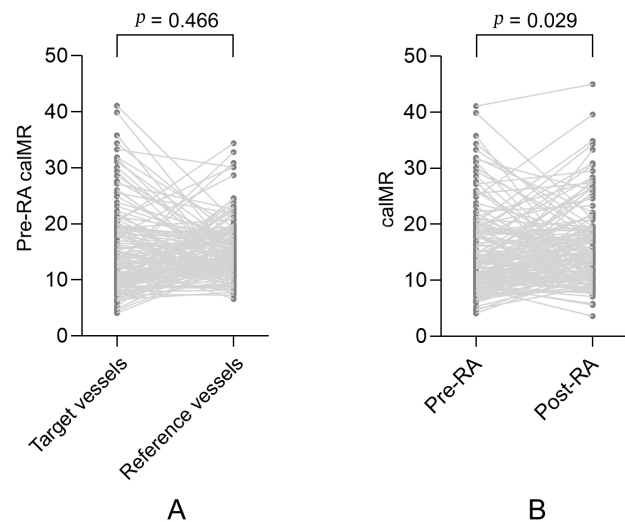 p = 0.466
50
40
30
20
10
0
Pre-RA calMR
Target vessels
Reference vessels
A
p = 0.029
50
40
30
20
10
0
calMR
Pre-RA
Post-RA
B